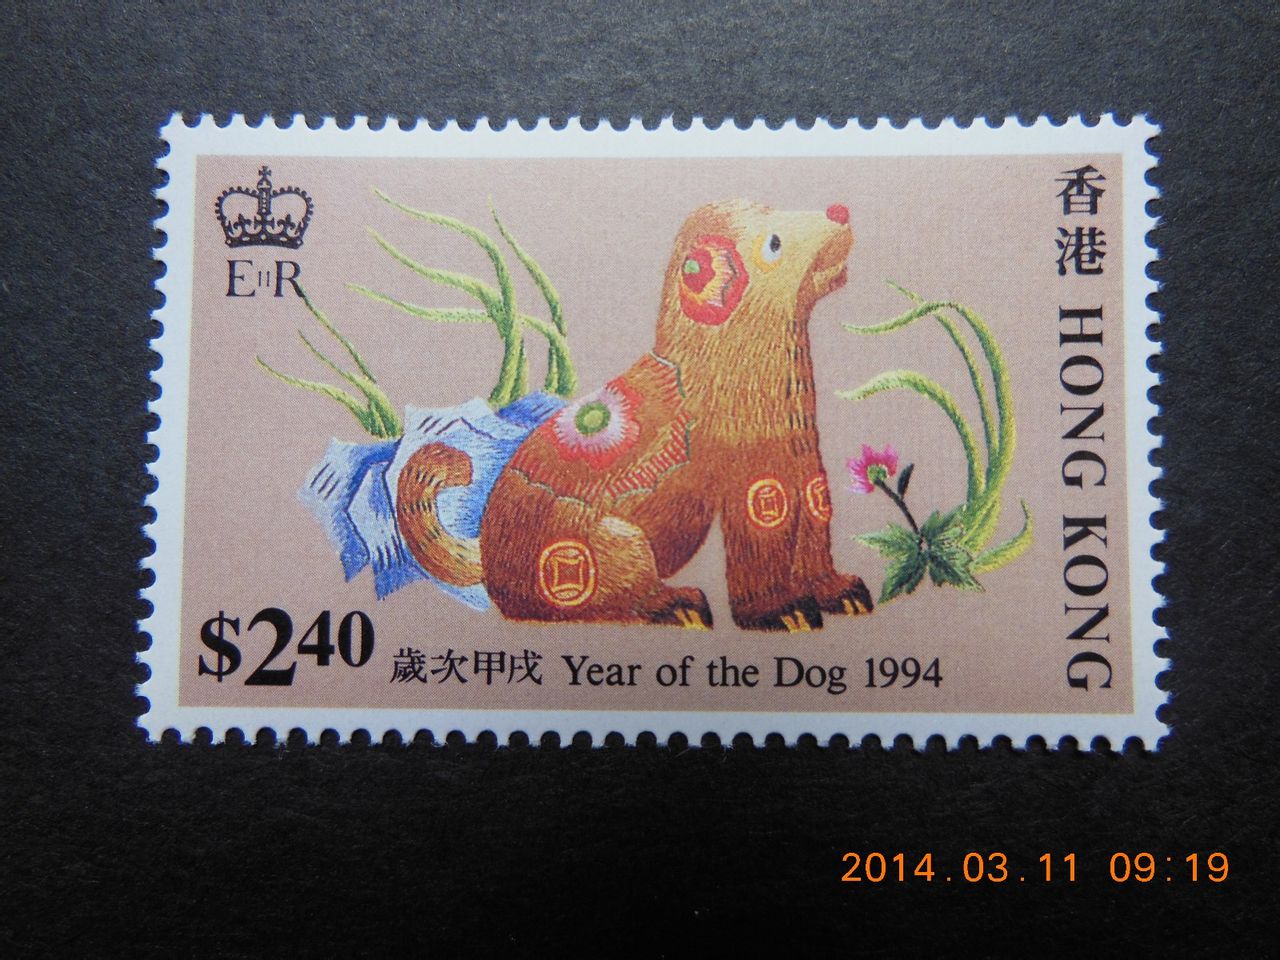 EIIR
香港 HONG KONG
$2.40
歲次甲戌 Year of the Dog 1994
2014.03.11 09:19